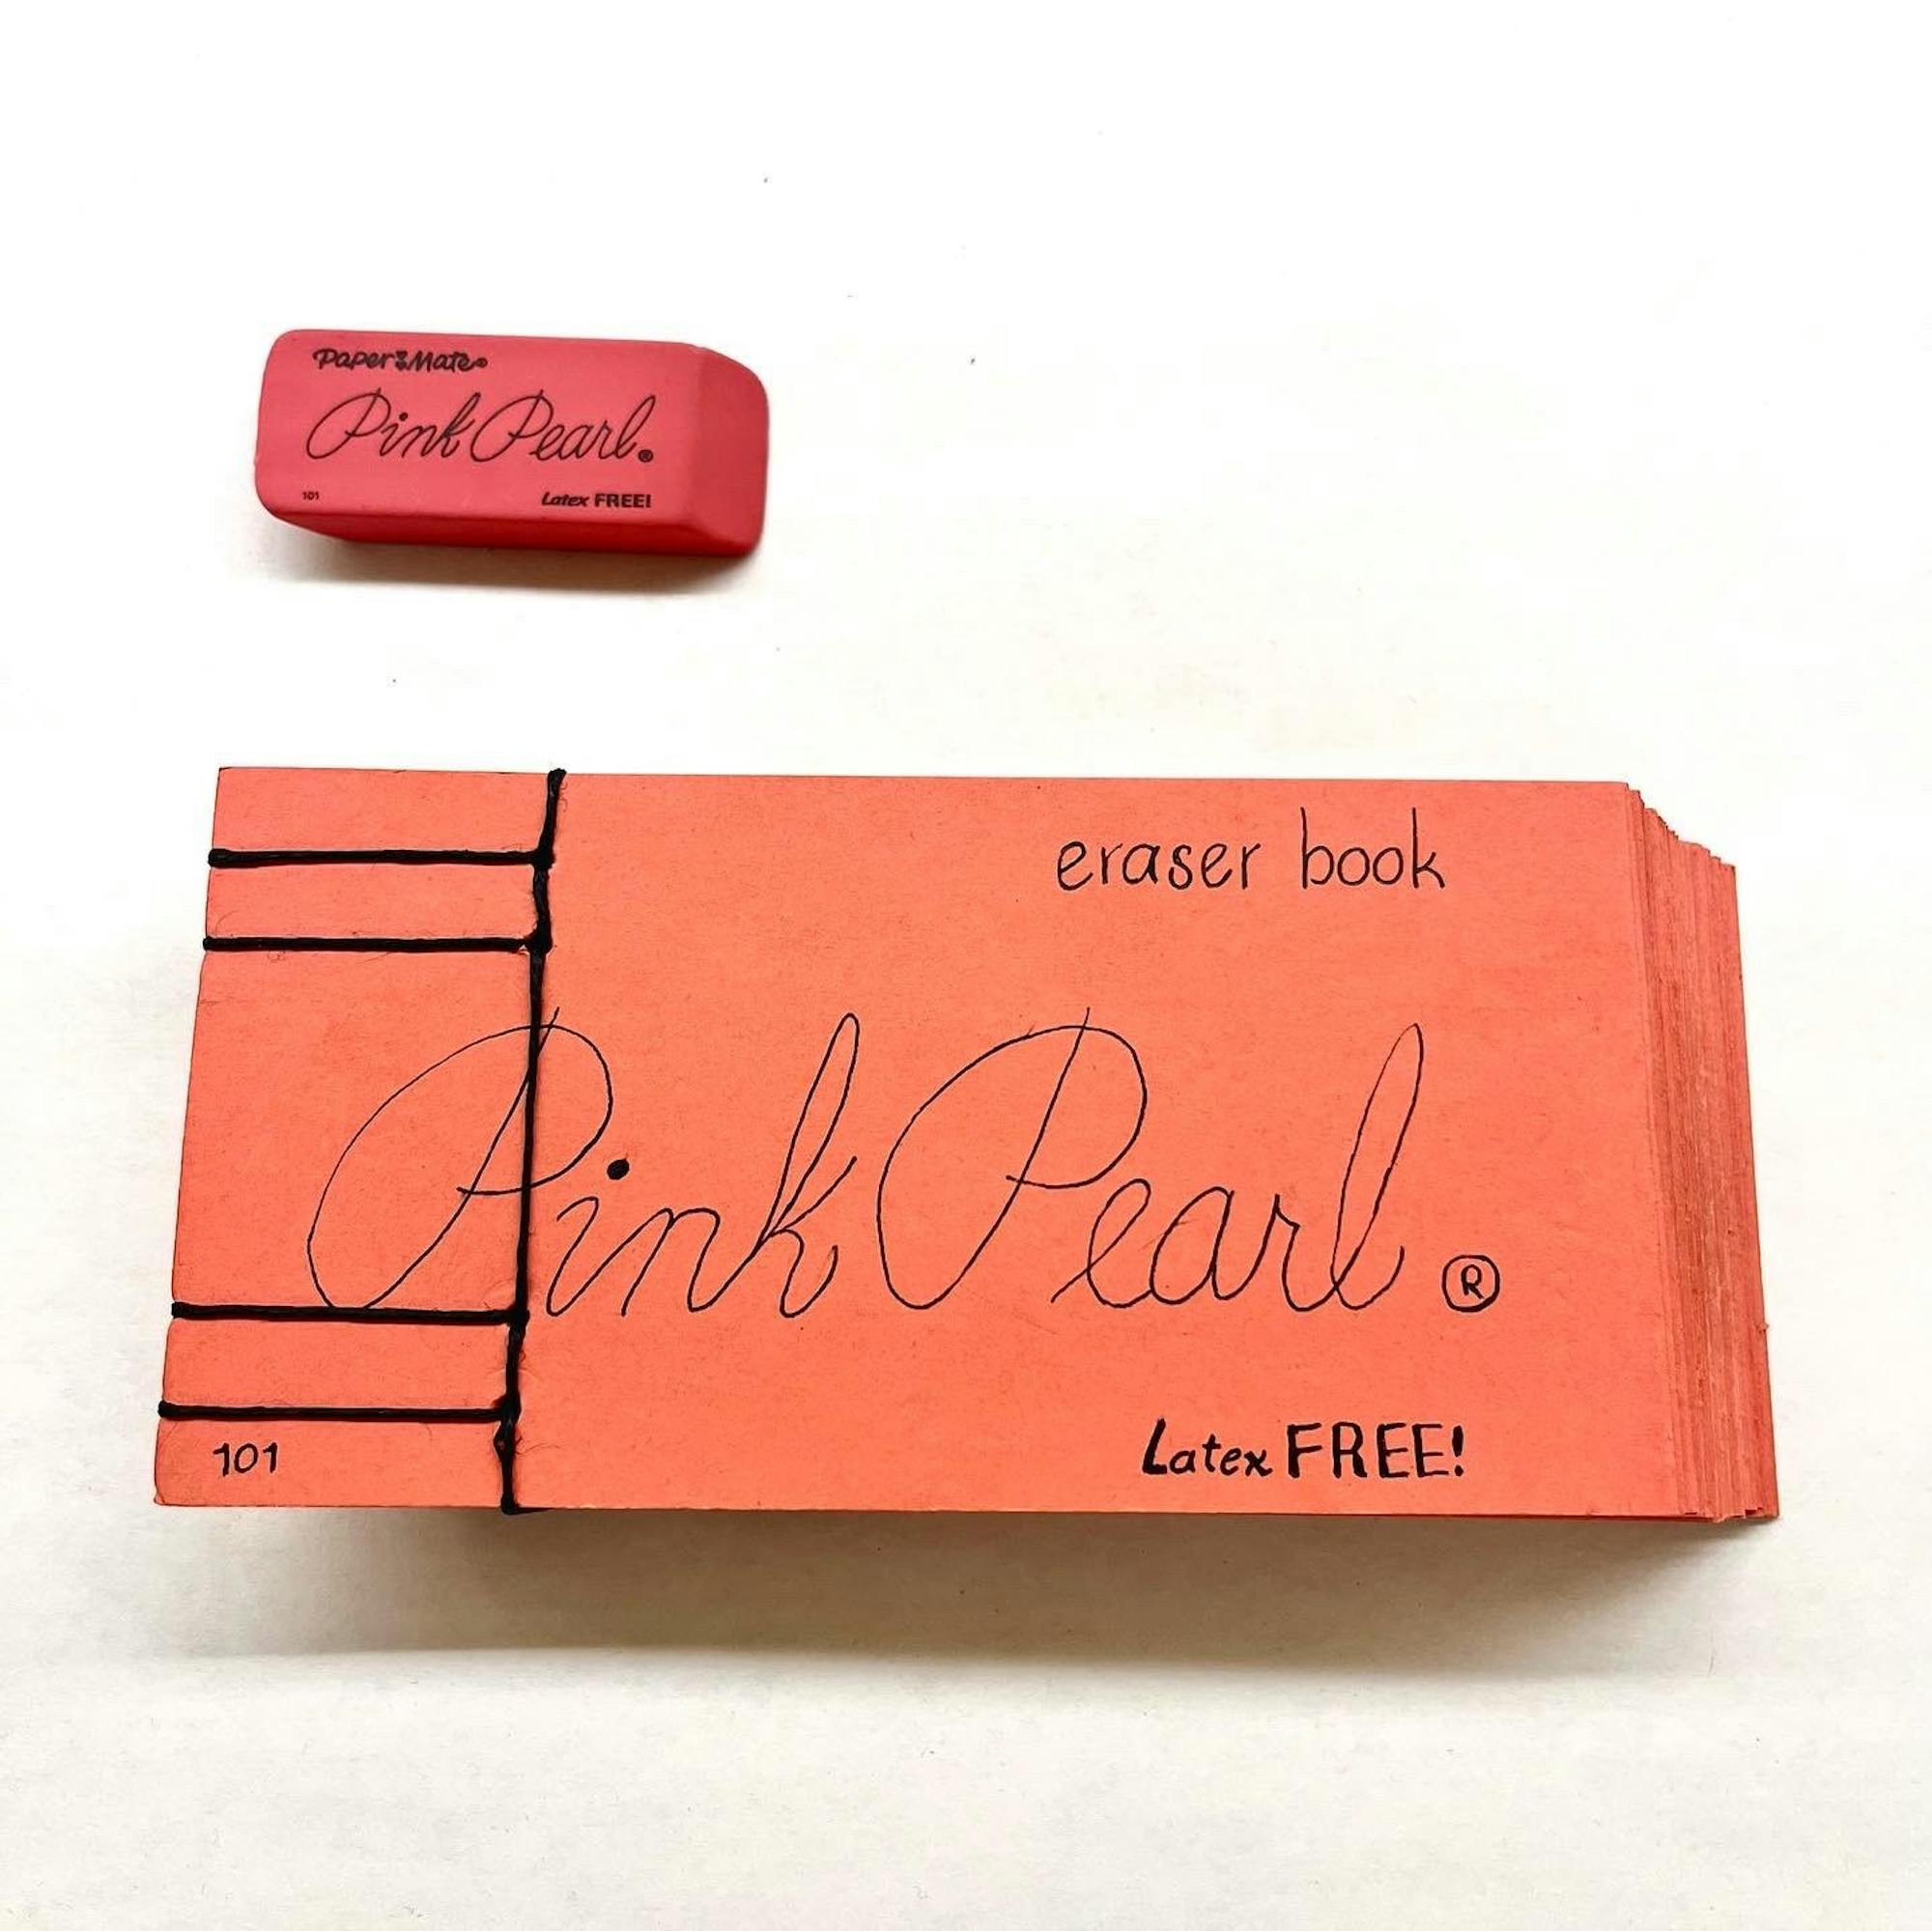 Paper Mate®
Pink Pearl®
101 Latex FREE!
eraser book
Pink Pearl ®
101 Latex FREE!